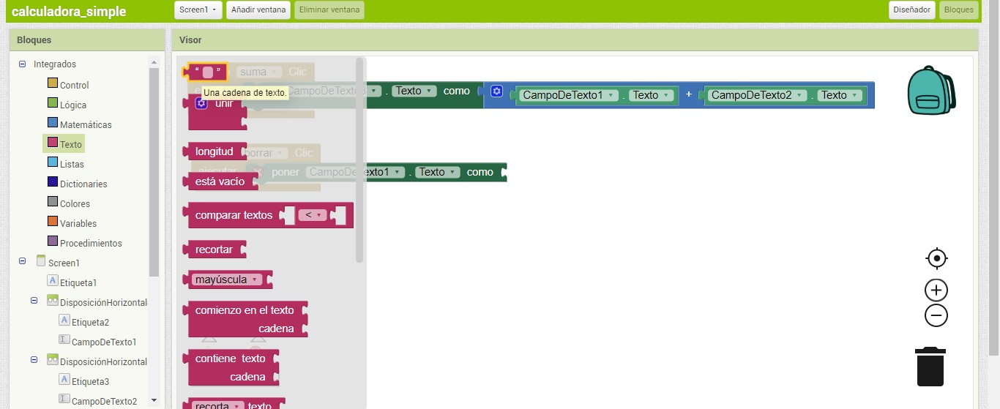 calculadora_simple
Screen1
Añadir ventana
Eliminar ventana
Diseñador
Bloques
Bloques
Visor
Integrados
Control
Lógica
Matemáticas
Texto
Listas
Dictionaries
Colores
Variables
Procedimientos
Screen1
Etiqueta1
DisposiciónHorizontal
Etiqueta2
CampoDeTexto1
DisposiciónHorizontal
Etiqueta3
CampoDeTexto2
“ ”
suma . Clic
Una cadena de texto.
. Texto como CampoDeTexto1 . Texto + CampoDeTexto2 . Texto
unir
longitud
borrar . Clic
ejecutar poner CampoDeTexto1 . Texto como
está vacío
comparar textos <
recortar
mayúscula
comienzo en el texto
cadena
contiene texto
cadena
recorta texto